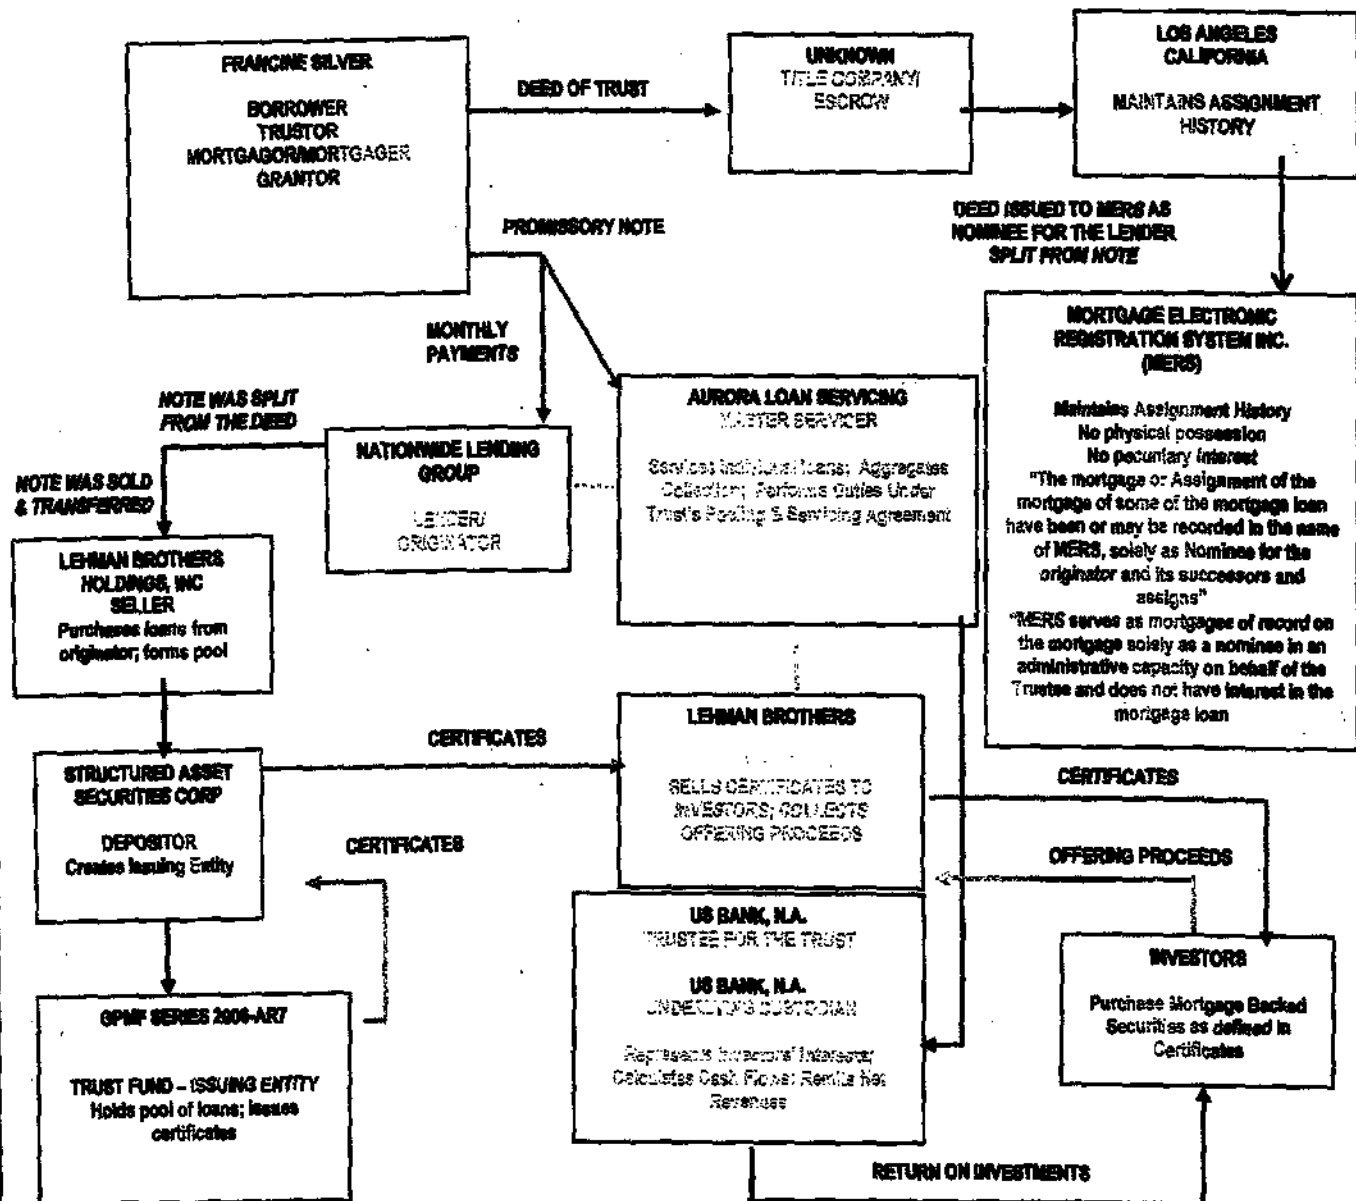 FRANCINE SILVER
BORROWER
TRUSTOR
MORTGAGOR/MORTGAGER
GRANTOR
DEED OF TRUST
UNKNOWN
TITLE COMPANY/
ESCROW
LOS ANGELES
CALIFORNIA
MAINTAINS ASSIGNMENT
HISTORY
PROMISSORY NOTE
DEED ISSUED TO MERS AS
NOMINEE FOR THE LENDER
SPLIT FROM NOTE
MONTHLY
PAYMENTS
NOTE WAS SPLIT
FROM THE DEED
NOTE WAS SOLD
& TRANSFERRED
NATIONWIDE LENDING
GROUP
LENDER/
ORIGINATOR
AURORA LOAN SERVICING
MASTER SERVICER
Services individual loans; Aggregates
Collection; Performs Duties Under
Trust's Pooling & Servicing Agreement
MORTGAGE ELECTRONIC
REGISTRATION SYSTEM INC.
(MERS)
Maintains Assignment History
No physical possession
No pecuniary interest
"The mortgage or Assignment of the
mortgage of some of the mortgage loan
have been or may be recorded in the name
of MERS, solely as Nominee for the
originator and its successors and
assigns"
"MERS serves as mortgagee of record on
the mortgage solely as a nominee in an
administrative capacity on behalf of the
Trustee and does not have interest in the
mortgage loan
LEHMAN BROTHERS
HOLDINGS, INC
SELLER
Purchases loans from
originator; forms pool
STRUCTURED ASSET
SECURITIES CORP
DEPOSITOR
Creates Issuing Entity
CERTIFICATES
LEHMAN BROTHERS
SELLS CERTIFICATES TO
INVESTORS; COLLECTS
OFFERING PROCEEDS
CERTIFICATES
CERTIFICATES
OFFERING PROCEEDS
US BANK, N.A.
TRUSTEE FOR THE TRUST
US BANK, N.A.
CUSTODIAN
Represents Investors' Interests;
Calculates Cash Flows; Remits Net
Revenues
INVESTORS
Purchase Mortgage Backed
Securities as defined in
Certificates
GPMF SERIES 2006-AR7
TRUST FUND – ISSUING ENTITY
Holds pool of loans; issues
certificates
RETURN ON INVESTMENTS